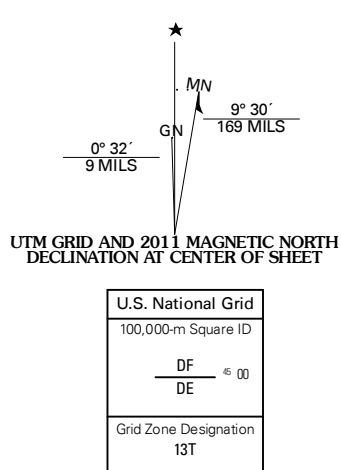 MN
GN
9° 30´
169 MILS
0° 32´
9 MILS
UTM GRID AND 2011 MAGNETIC NORTH
DECLINATION AT CENTER OF SHEET
U.S. National Grid
100,000-m Square ID
DF
45 00
DE
Grid Zone Designation
13T